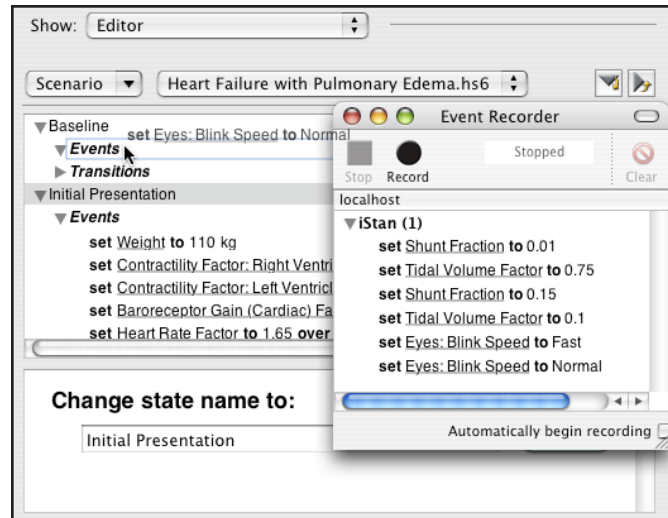 Show: Editor
Scenario Heart Failure with Pulmonary Edema.hs6
Baseline
set Eyes: Blink Speed to Normal
Events
Transitions
Initial Presentation
Events
set Weight to 110 kg
set Contractility Factor: Right Ventri
set Contractility Factor: Left Ventricl
set Baroreceptor Gain (Cardiac) Fa
set Heart Rate Factor to 1.65 over
Change state name to:
Initial Presentation
Event Recorder
Stopped
Stop Record Clear
localhost
iStan (1)
set Shunt Fraction to 0.01
set Tidal Volume Factor to 0.75
set Shunt Fraction to 0.15
set Tidal Volume Factor to 0.1
set Eyes: Blink Speed to Fast
set Eyes: Blink Speed to Normal
Automatically begin recording